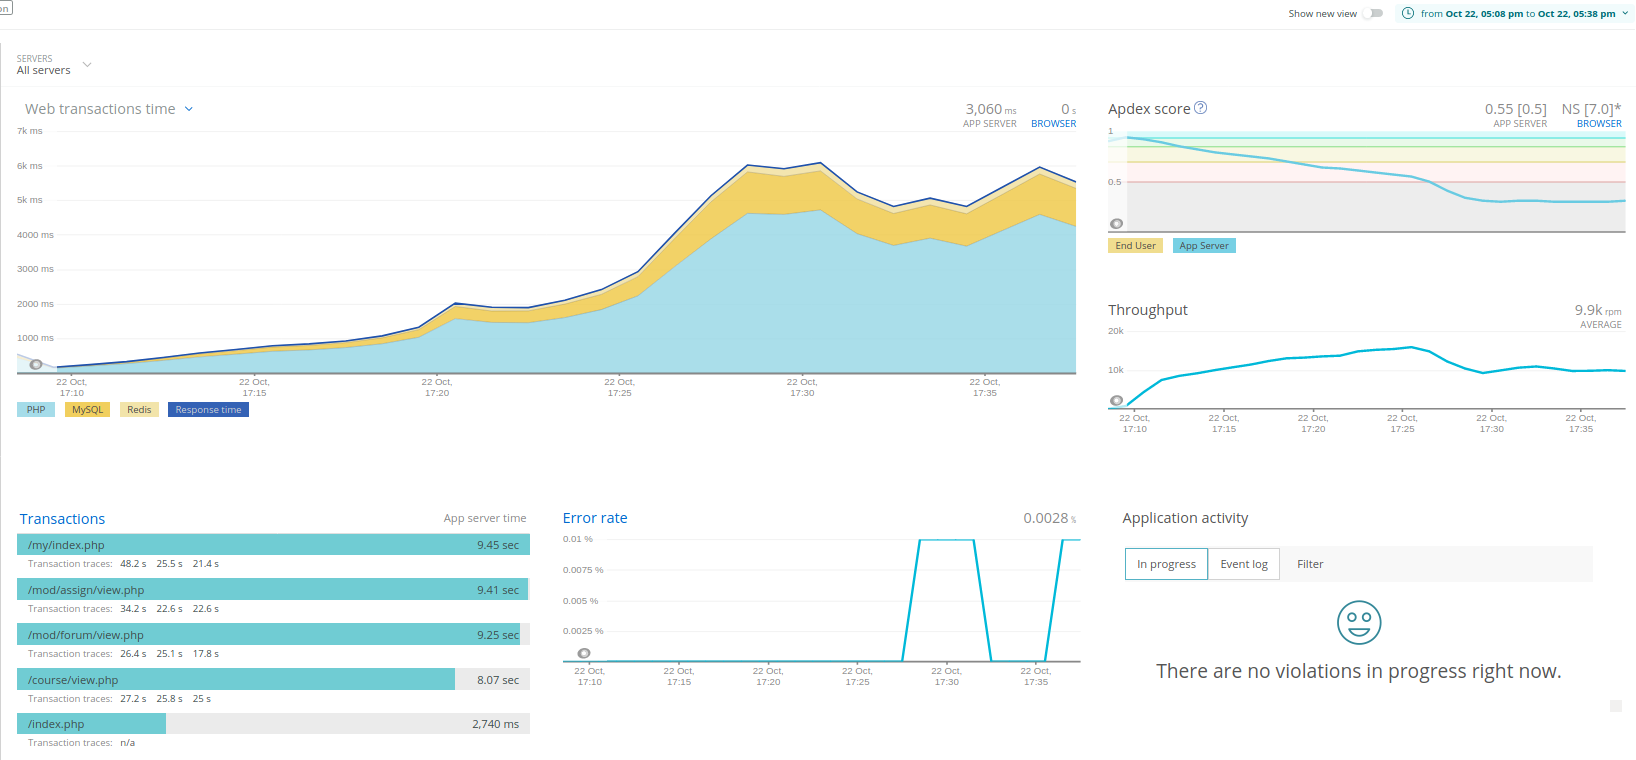 on
Show new view
from Oct 22, 05:08 pm to Oct 22, 05:38 pm
SERVERS
All servers
Web transactions time
3,060 ms
APP SERVER
0 s
BROWSER
7k ms
6k ms
5k ms
4000 ms
3000 ms
2000 ms
1000 ms
22 Oct, 22 Oct, 22 Oct, 22 Oct, 22 Oct, 22 Oct,
17:10 17:15 17:20 17:25 17:30 17:35
PHP MySQL Redis Response time
Apdex score ?
0.55 [0.5]
APP SERVER
NS [7.0]*
BROWSER
1
0.5
End User App Server
Throughput
9.9k rpm
AVERAGE
20k
10k
22 Oct, 22 Oct, 22 Oct, 22 Oct, 22 Oct, 22 Oct,
17:10 17:15 17:20 17:25 17:30 17:35
Transactions App server time
/my/index.php 9.45 sec
Transaction traces: 48.2 s 25.5 s 21.4 s
/mod/assign/view.php 9.41 sec
Transaction traces: 34.2 s 22.6 s 22.6 s
/mod/forum/view.php 9.25 sec
Transaction traces: 26.4 s 25.1 s 17.8 s
/course/view.php 8.07 sec
Transaction traces: 27.2 s 25.8 s 25 s
/index.php 2,740 ms
Transaction traces: n/a
Error rate 0.0028 %
0.01 %
0.0075 %
0.005 %
0.0025 %
22 Oct, 22 Oct, 22 Oct, 22 Oct, 22 Oct, 22 Oct,
17:10 17:15 17:20 17:25 17:30 17:35
Application activity
In progress Event log Filter
There are no violations in progress right now.